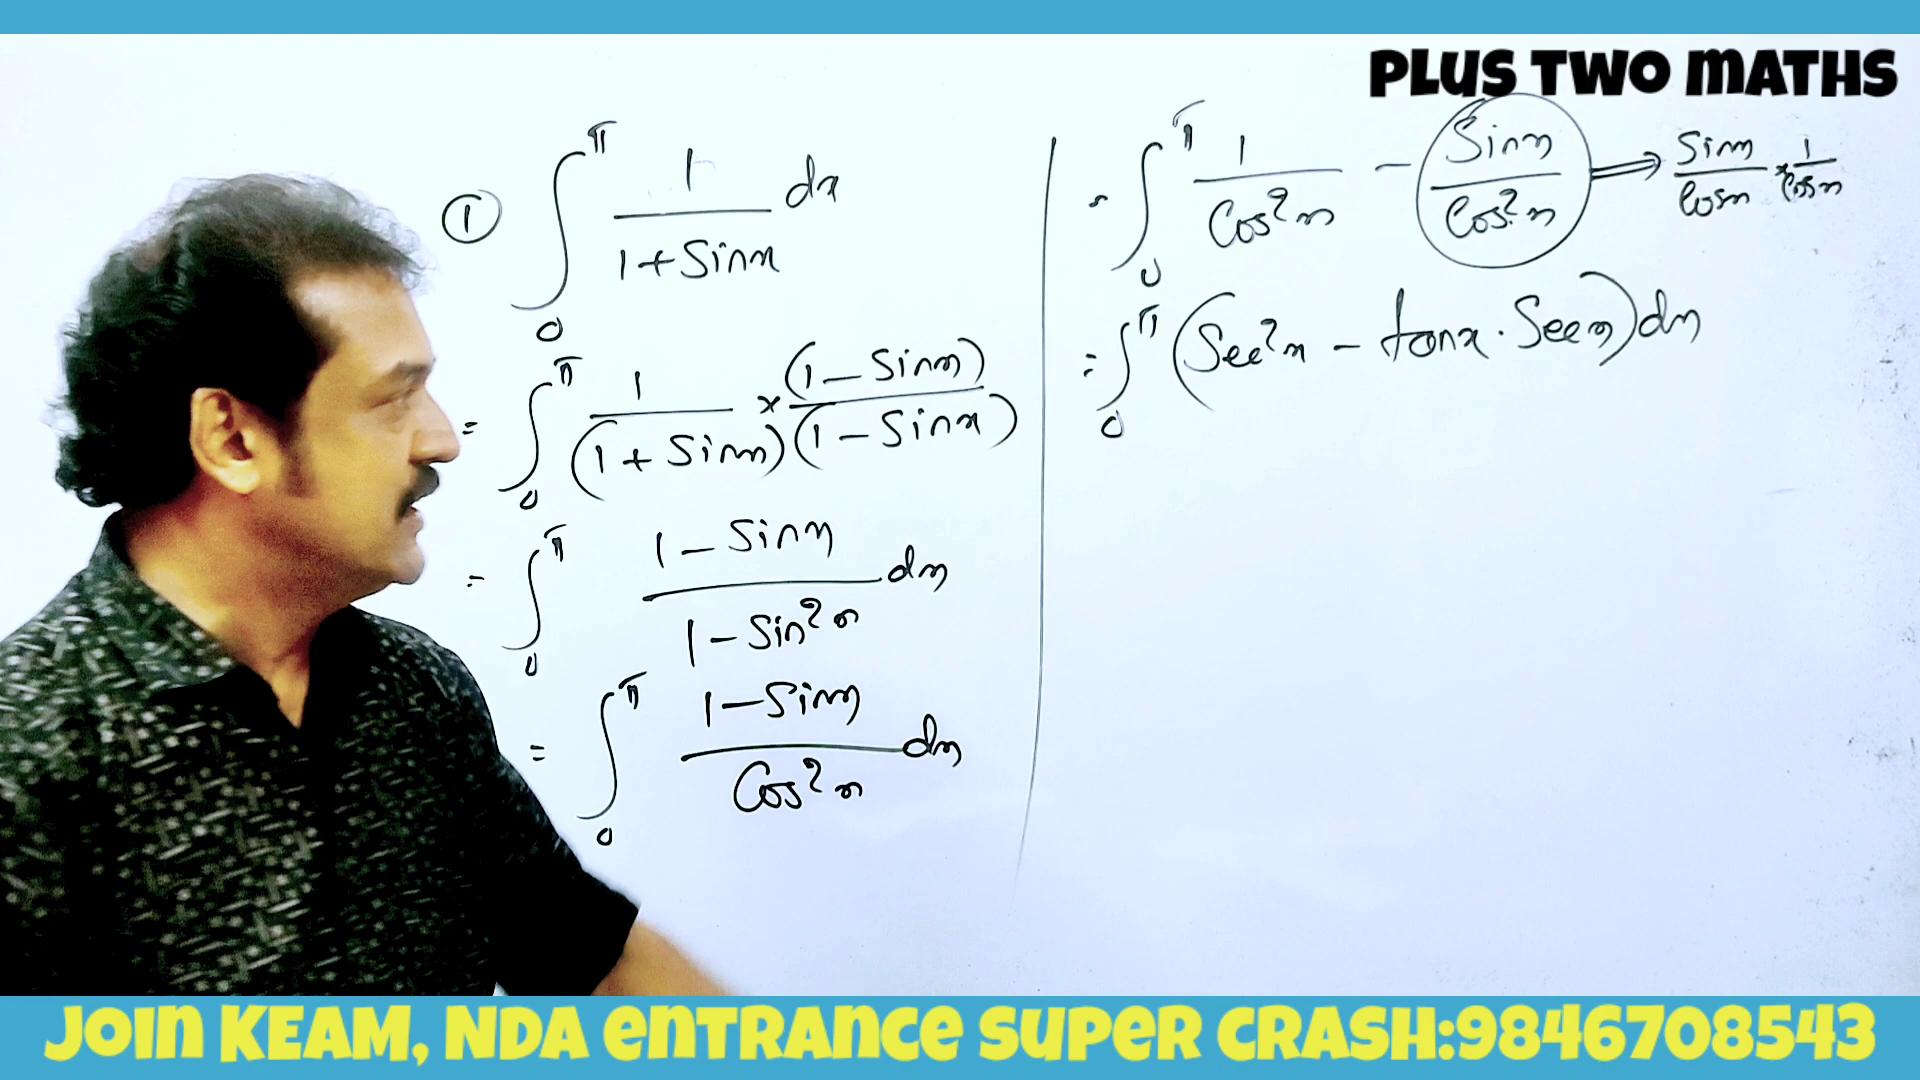 PLUS TWO MATHS
① ∫₀^π 1/(1+Sinx) dx
= ∫₀^π 1/(1+Sinx) × (1-Sinx)/(1-Sinx)
= ∫₀^π (1-Sinx)/(1-Sin²x) dx
= ∫₀^π (1-Sinx)/(Cos²x) dx
= ∫₀^π 1/Cos²x - Sinx/Cos²x ⇒ Sinx/Cosx × 1/Cosx
= ∫₀^π (Sec²x - tanx · Secx) dx
JOIN KEAM, NDA ENTRANCE SUPER CRASH:9846708543